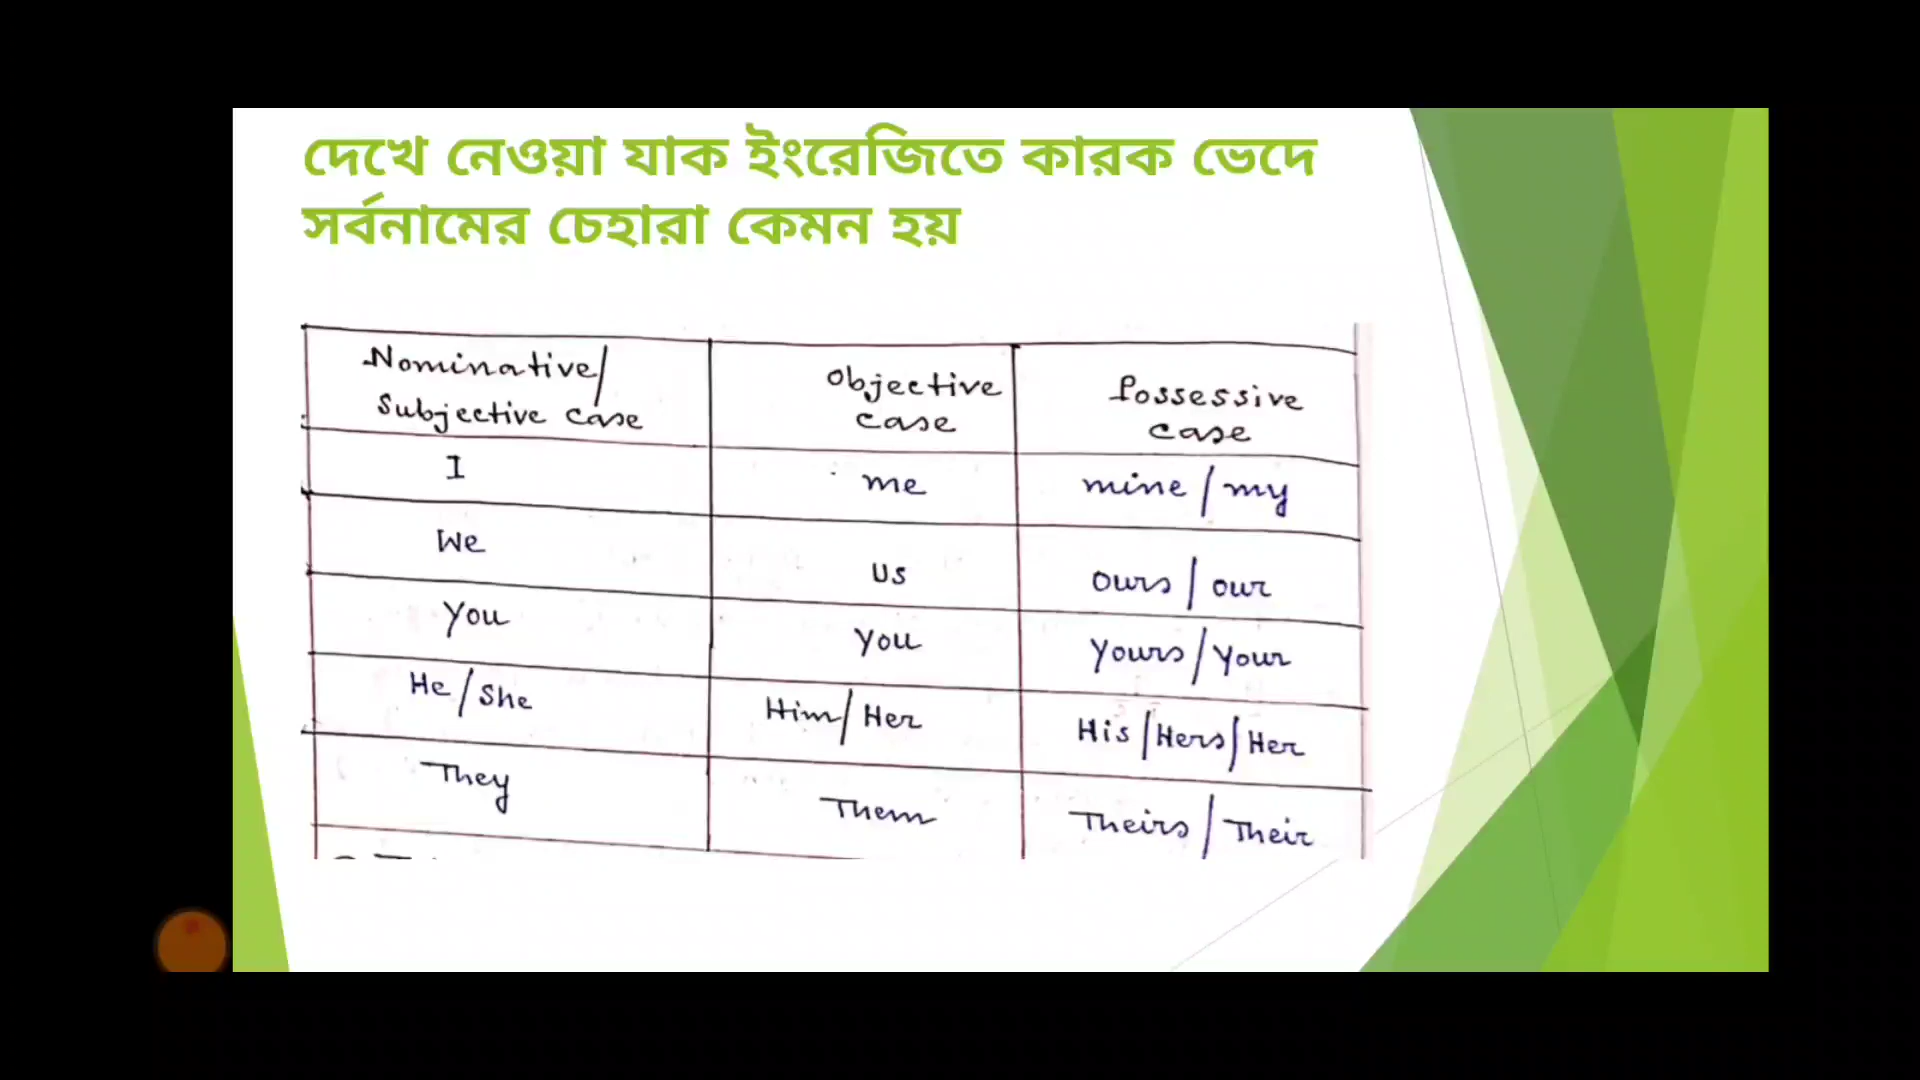 দেখে নেওয়া যাক ইংরেজিতে কারক ভেদে
সর্বনামের চেহারা কেমন হয়
Nominative/ Subjective case | Objective case | Possessive case
I | me | mine / my
We | us | ours / our
You | You | Yours / Your
He / She | Him / Her | His / Hers / Her
They | Them | Theirs / Their